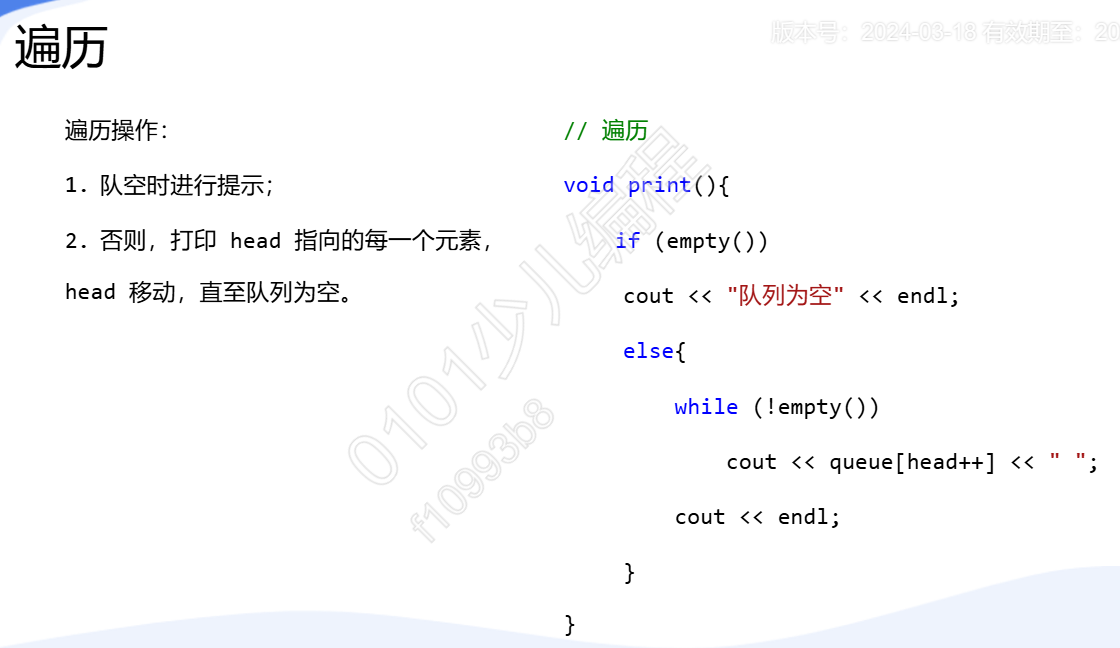 遍历
版本号：2024-03-18 有效期至：20
遍历操作：
1. 队空时进行提示；
2. 否则，打印 head 指向的每一个元素，
head 移动，直至队列为空。
// 遍历
void print(){
if (empty())
cout << "队列为空" << endl;
else{
while (!empty())
cout << queue[head++] << " ";
cout << endl;
}
}
0101少儿编程
f10993b8